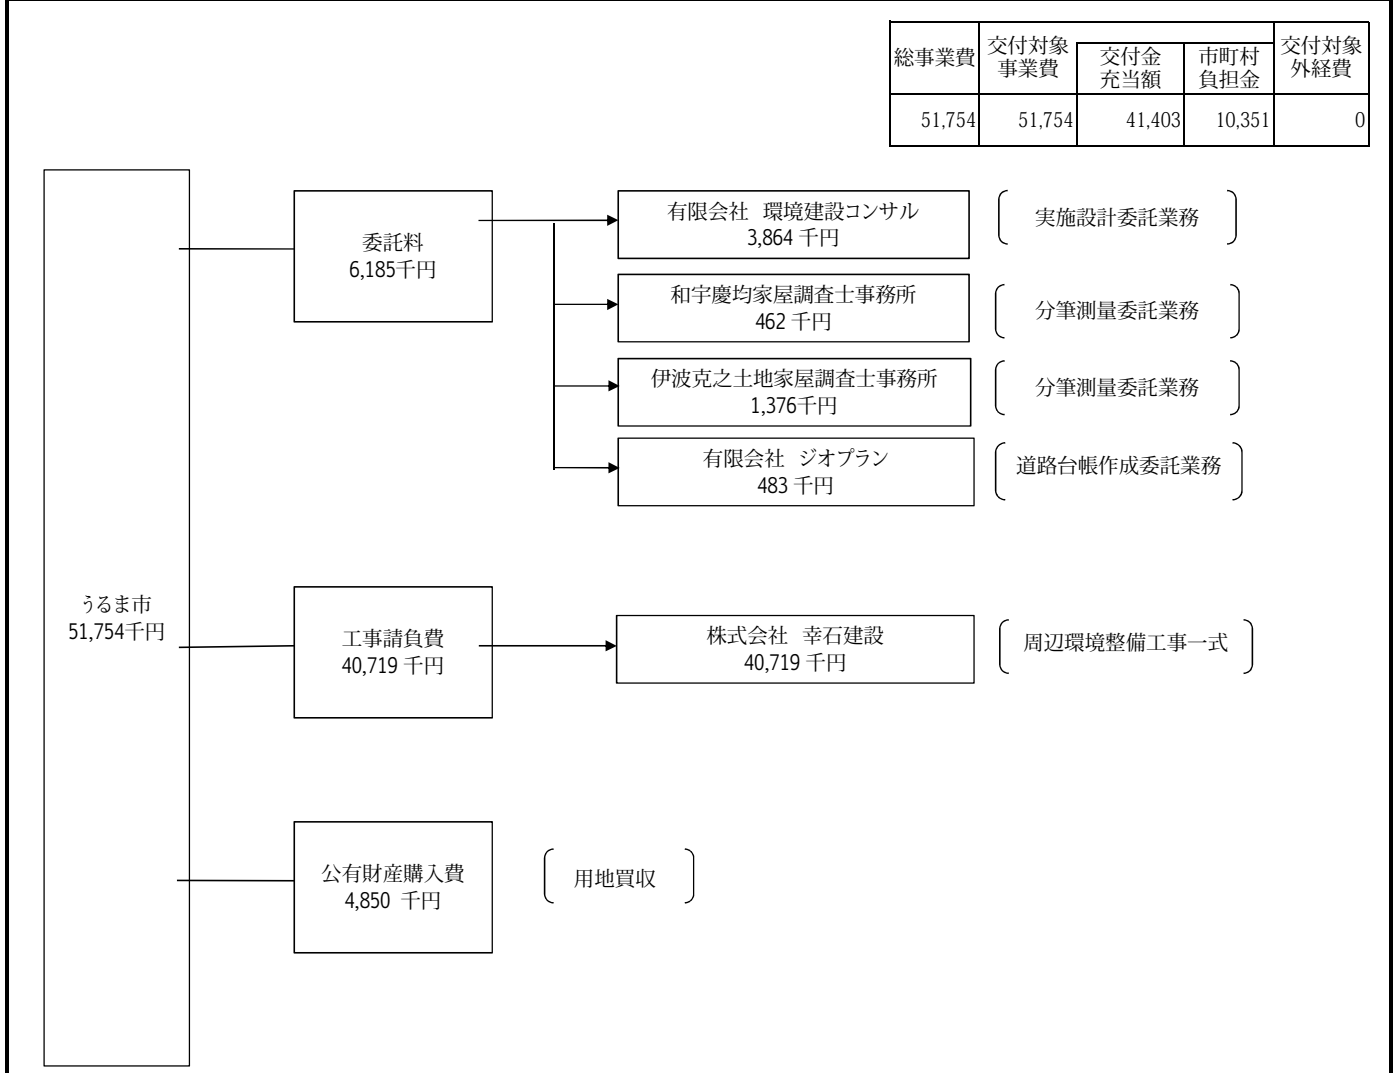 総事業費
交付対象
事業費
交付金
充当額
市町村
負担金
交付対象
外経費
51,754
51,754
41,403
10,351
0
うるま市
51,754千円
委託料
6,185千円
有限会社 環境建設コンサル
3,864 千円
実施設計委託業務
和宇慶均家屋調査士事務所
462 千円
分筆測量委託業務
伊波克之土地家屋調査士事務所
1,376千円
分筆測量委託業務
有限会社 ジオプラン
483 千円
道路台帳作成委託業務
工事請負費
40,719 千円
株式会社 幸石建設
40,719 千円
周辺環境整備工事一式
公有財産購入費
4,850 千円
用地買収